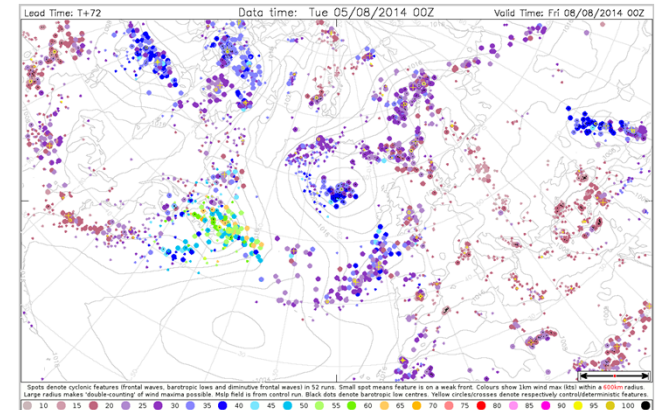 Lead Time: T+72 Data time: Tue 05/08/2014 00Z Valid Time: Fri 08/08/2014 00Z
Spots denote cyclonic features (frontal waves, barotropic lows and diminutive frontal waves) in 52 runs. Small spot means feature is on a weak front. Colours show 1km wind max (kts) within a 600km radius.
Large radius makes 'double-counting' of wind maxima possible. Mslp field is from control run. Black dots denote barotropic low centres. Yellow circles/crosses denote respectively control/deterministic features.
10 15 20 25 30 35 40 45 50 55 60 65 70 75 80 85 90 95 200